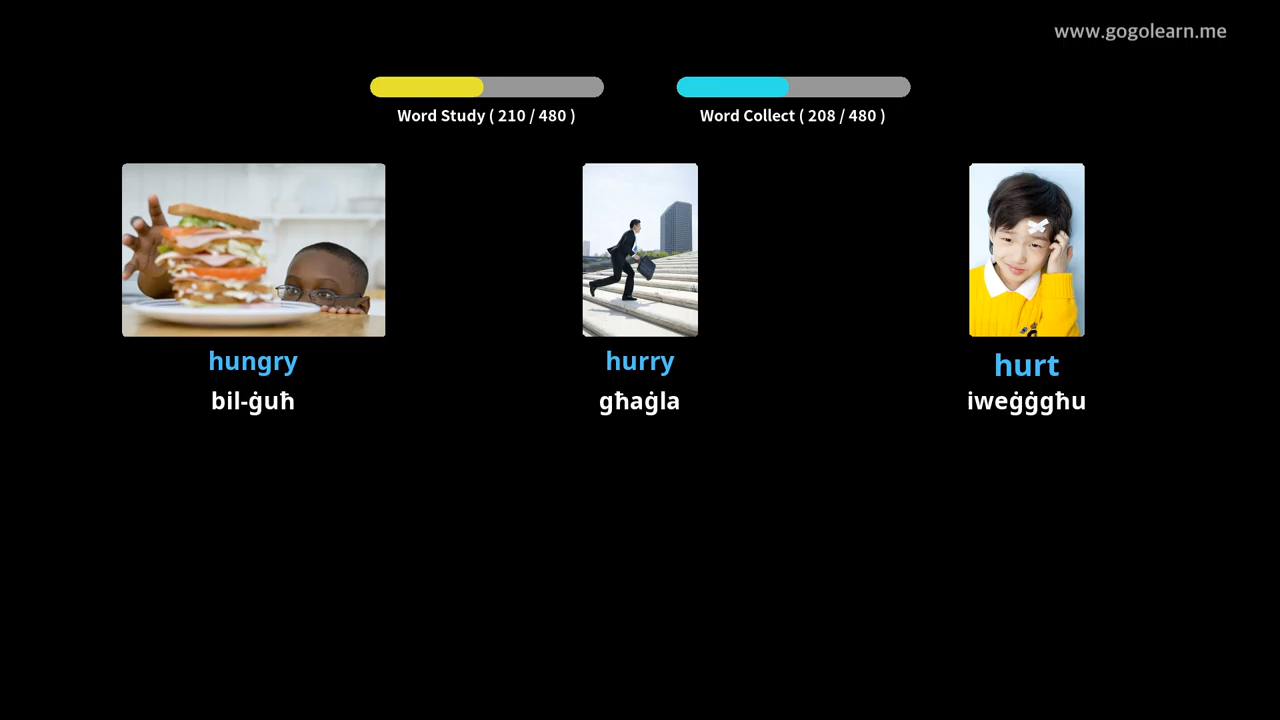 www.gogolearn.me
Word Study ( 210 / 480 )
Word Collect ( 208 / 480 )
hungry
bil-ġuħ
hurry
għaġla
hurt
iweġġgħu